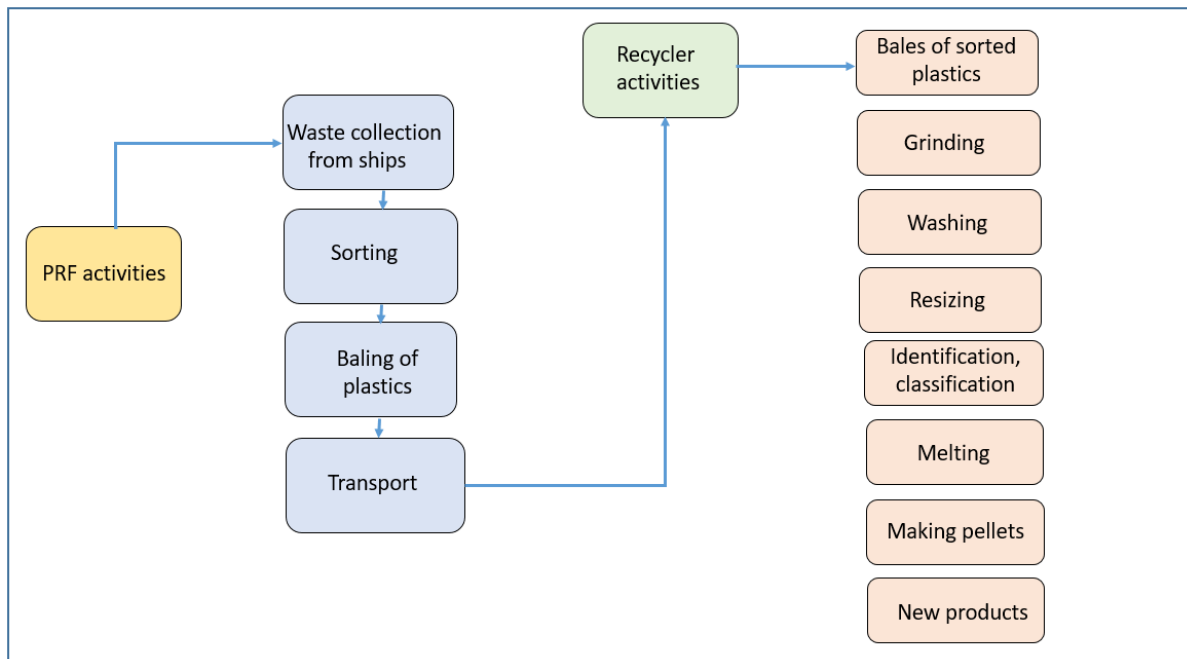 PRF activities
Waste collection
from ships
Sorting
Baling of
plastics
Transport
Recycler
activities
Bales of sorted
plastics
Grinding
Washing
Resizing
Identification,
classification
Melting
Making pellets
New products